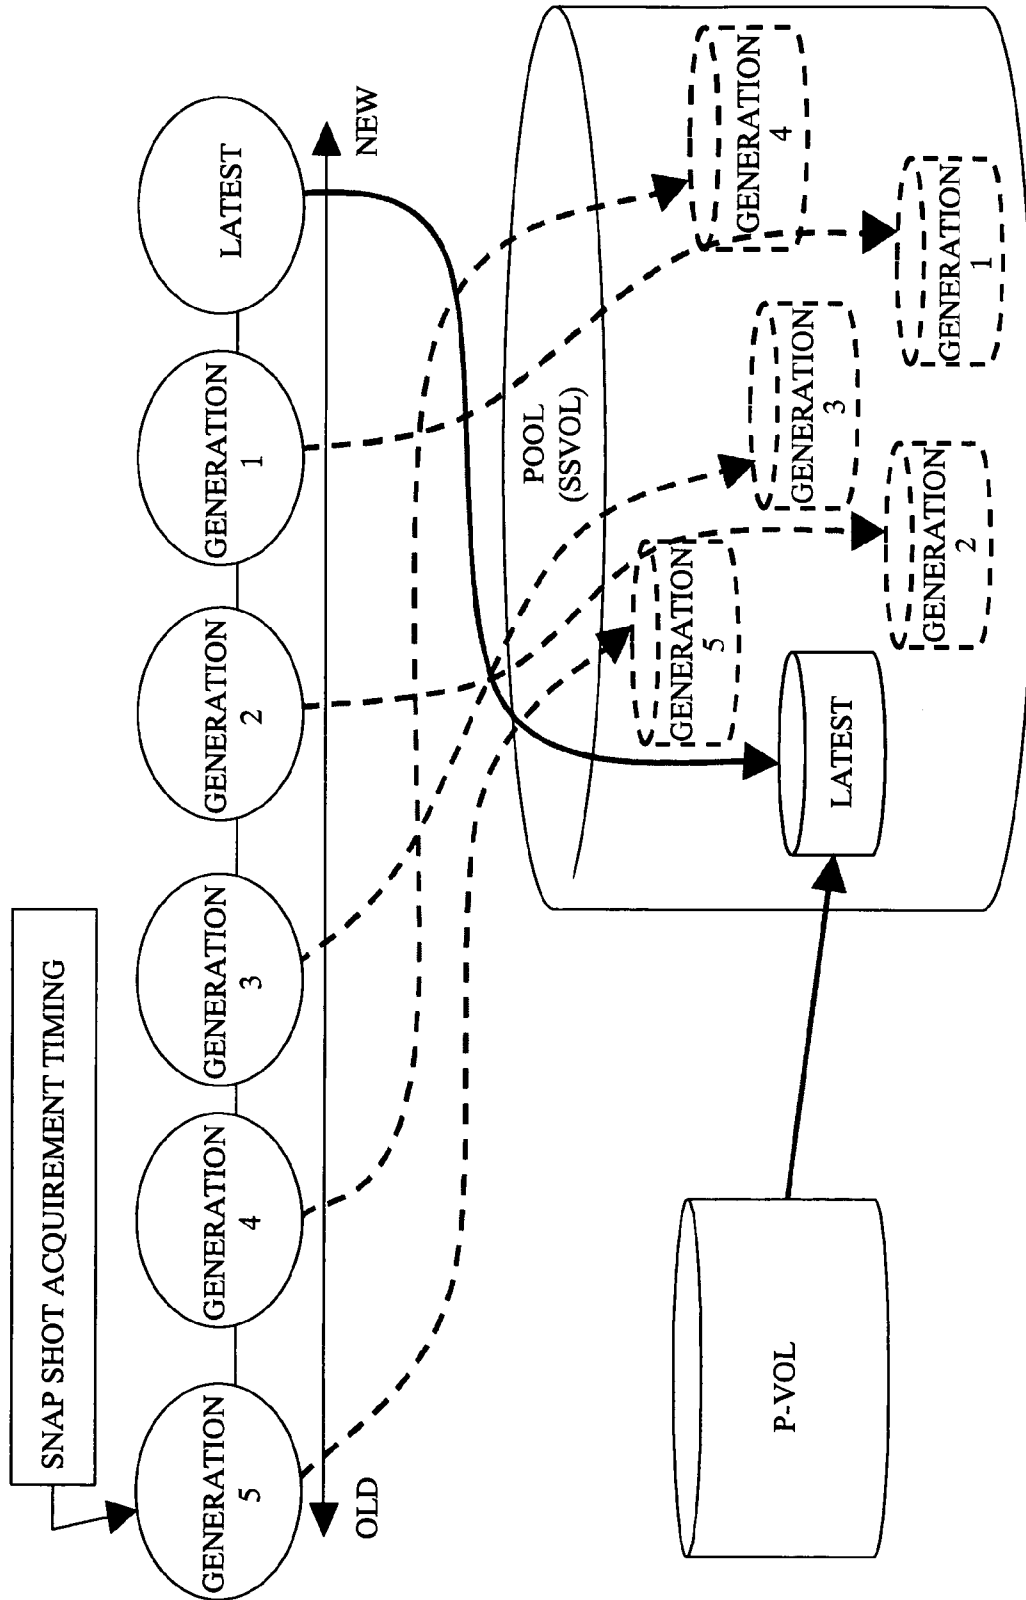 SNAP SHOT ACQUIREMENT TIMING
GENERATION
5
GENERATION
4
GENERATION
3
GENERATION
2
GENERATION
1
LATEST
OLD
NEW
POOL
(SSVOL)
GENERATION
5
GENERATION
4
GENERATION
3
P-VOL
LATEST
GENERATION
2
GENERATION
1